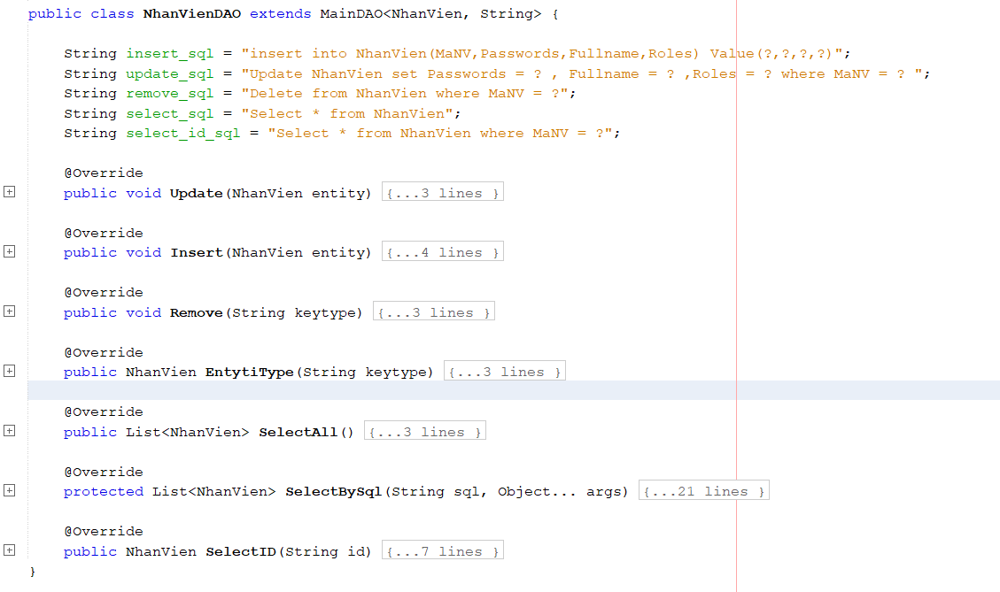 public class NhanVienDAO extends MainDAO<NhanVien, String> {
String insert_sql = "insert into NhanVien(MaNV,Passwords,Fullname,Roles) Value(?,?,?,?)";
String update_sql = "Update NhanVien set Passwords = ? , Fullname = ? ,Roles = ? where MaNV = ? ";
String remove_sql = "Delete from NhanVien where MaNV = ?";
String select_sql = "Select * from NhanVien";
String select_id_sql = "Select * from NhanVien where MaNV = ?";
@Override
public void Update(NhanVien entity) {...3 lines }
@Override
public void Insert(NhanVien entity) {...4 lines }
@Override
public void Remove(String keytype) {...3 lines }
@Override
public NhanVien EntytiType(String keytype) {...3 lines }
@Override
public List<NhanVien> SelectAll() {...3 lines }
@Override
protected List<NhanVien> SelectBySql(String sql, Object... args) {...21 lines }
@Override
public NhanVien SelectID(String id) {...7 lines }
}